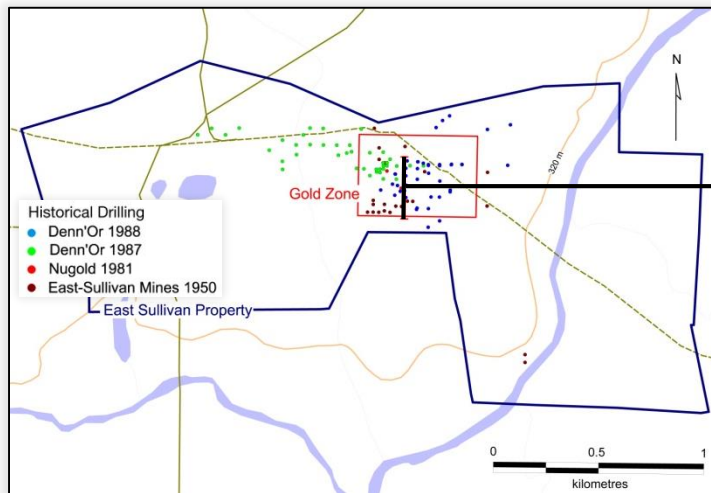 N
320 m
Gold Zone
Historical Drilling
Denn'Or 1988
Denn'Or 1987
Nugold 1981
East-Sullivan Mines 1950
East Sullivan Property
0 0.5 1
kilometres